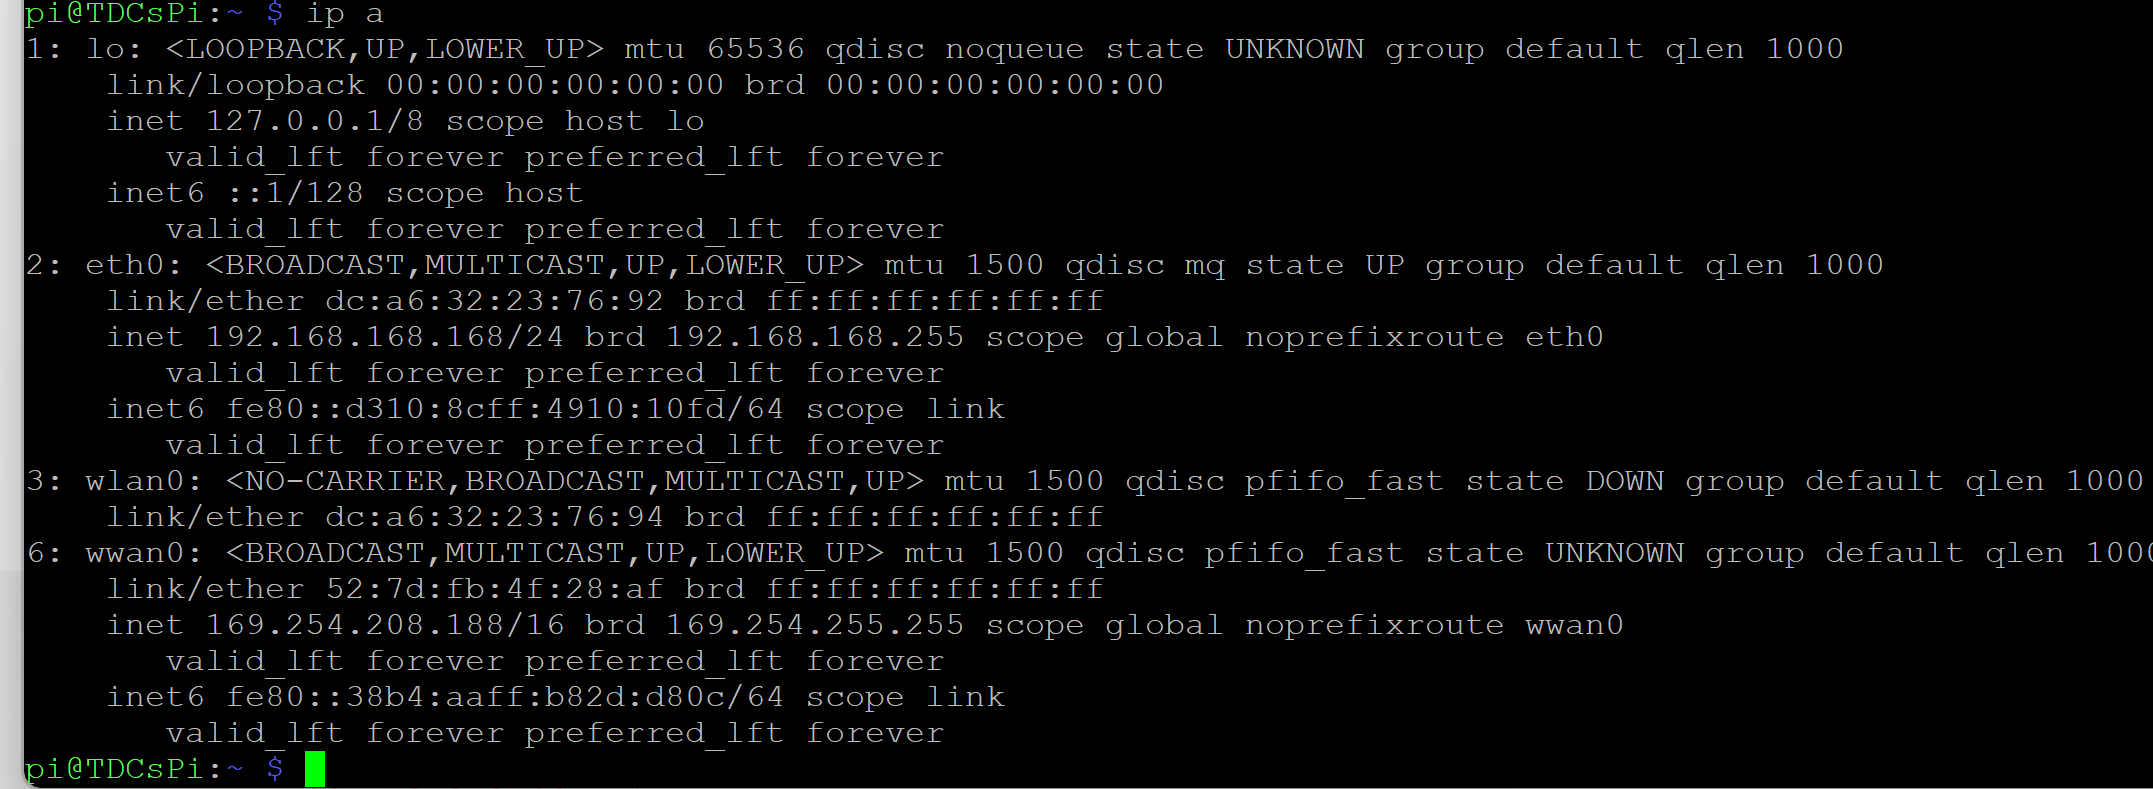 pi@TDCsPi:~ $ ip a
1: lo: <LOOPBACK,UP,LOWER_UP> mtu 65536 qdisc noqueue state UNKNOWN group default qlen 1000
    link/loopback 00:00:00:00:00:00 brd 00:00:00:00:00:00
    inet 127.0.0.1/8 scope host lo
       valid_lft forever preferred_lft forever
    inet6 ::1/128 scope host
       valid_lft forever preferred_lft forever
2: eth0: <BROADCAST,MULTICAST,UP,LOWER_UP> mtu 1500 qdisc mq state UP group default qlen 1000
    link/ether dc:a6:32:23:76:92 brd ff:ff:ff:ff:ff:ff
    inet 192.168.168.168/24 brd 192.168.168.255 scope global noprefixroute eth0
       valid_lft forever preferred_lft forever
    inet6 fe80::d310:8cff:4910:10fd/64 scope link
       valid_lft forever preferred_lft forever
3: wlan0: <NO-CARRIER,BROADCAST,MULTICAST,UP> mtu 1500 qdisc pfifo_fast state DOWN group default qlen 1000
    link/ether dc:a6:32:23:76:94 brd ff:ff:ff:ff:ff:ff
6: wwan0: <BROADCAST,MULTICAST,UP,LOWER_UP> mtu 1500 qdisc pfifo_fast state UNKNOWN group default qlen 1000
    link/ether 52:7d:fb:4f:28:af brd ff:ff:ff:ff:ff:ff
    inet 169.254.208.188/16 brd 169.254.255.255 scope global noprefixroute wwan0
       valid_lft forever preferred_lft forever
    inet6 fe80::38b4:aaff:b82d:d80c/64 scope link
       valid_lft forever preferred_lft forever
pi@TDCsPi:~ $